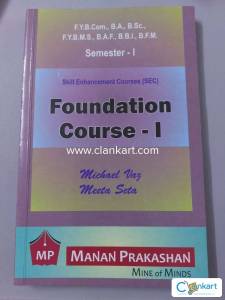 F.Y.B.Com., B.A., B.Sc.,
F.Y.B.M.S., B.A.F., B.B.I., B.F.M.
Semester - I
Skill Enhancement Courses (SEC)
Foundation
Course - I
www.clankart.com
Michael Vaz
Meeta Seta
MP
MANAN PRAKASHAN
MINE OF MINDS
Clankart